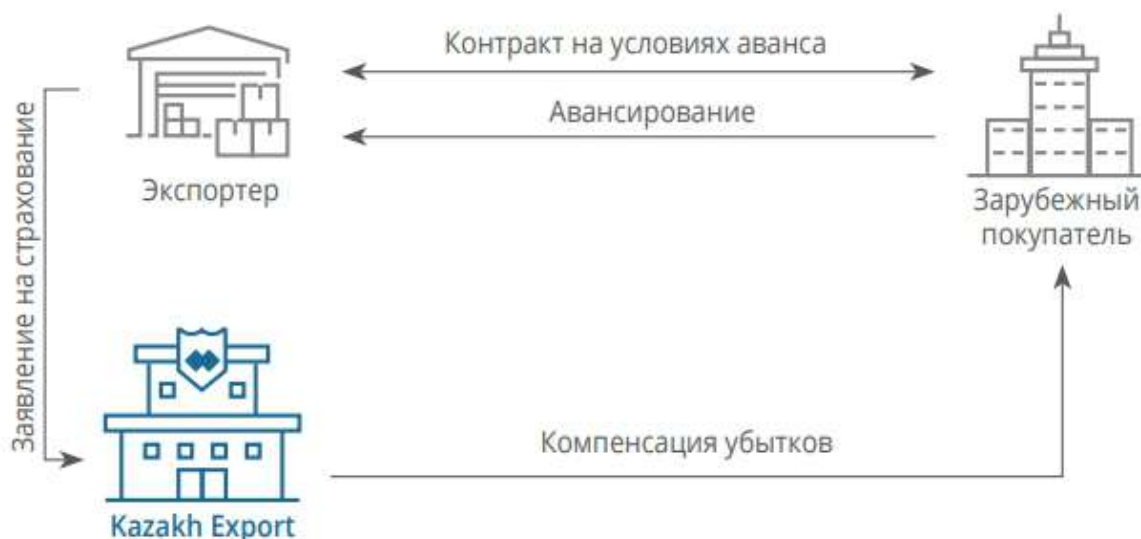 Контракт на условиях аванса
Авансирование
Экспортер
Зарубежный
покупатель
Заявление на страхование
Компенсация убытков
Kazakh Export